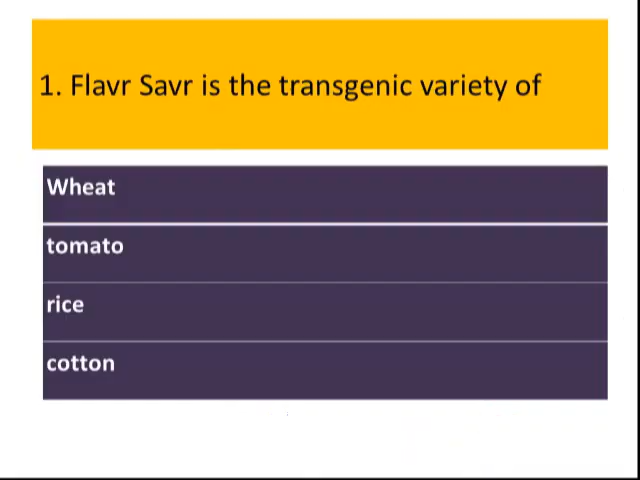 1. Flavr Savr is the transgenic variety of
Wheat
tomato
rice
cotton